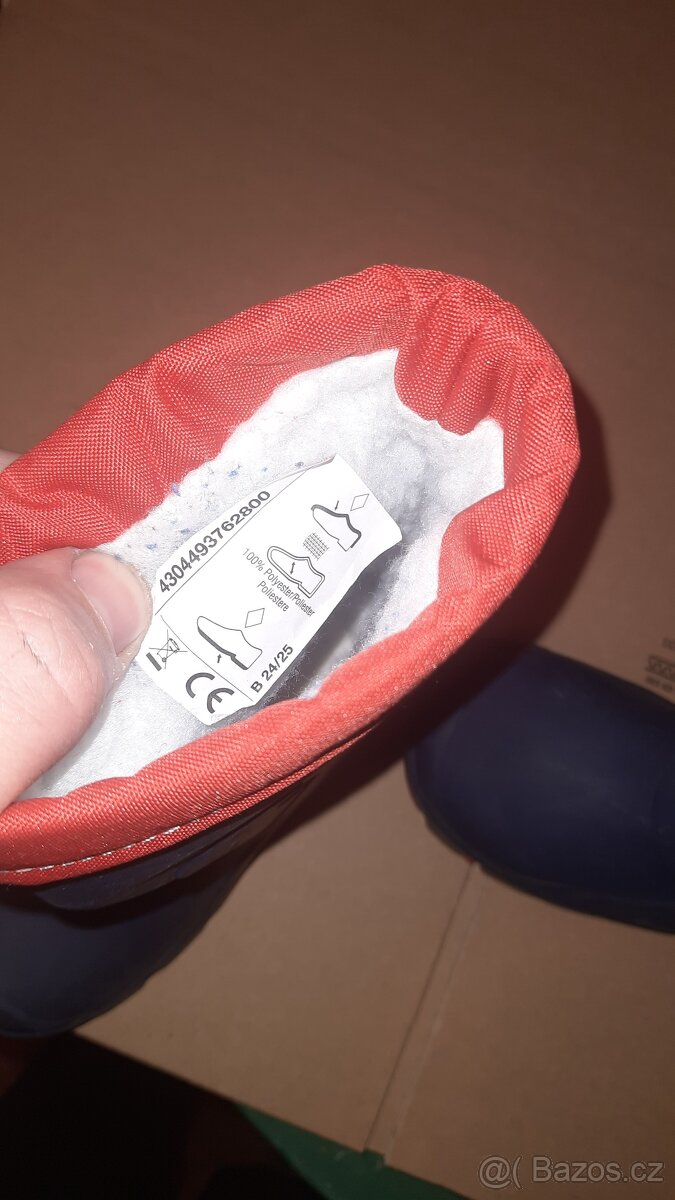 4304493762800
100% Polyester/Poliester
Poliestere
B 24/25
CE
@( Bazos.cz